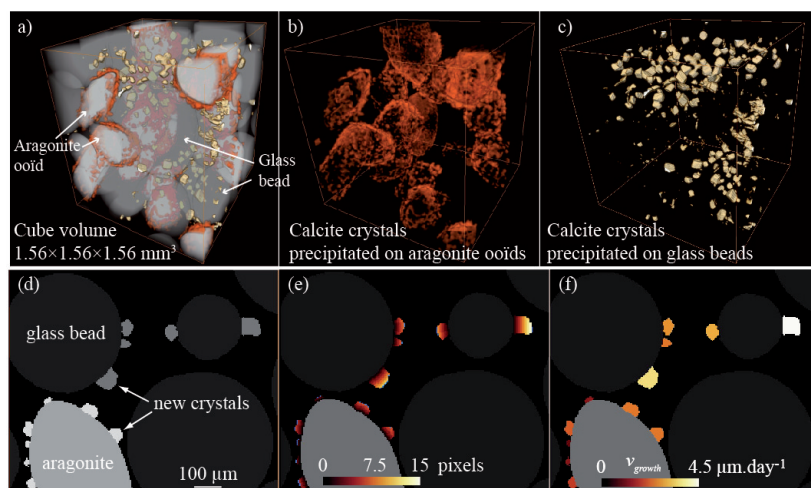 a)
b)
c)
Aragonite
ooïd
Glass
bead
Cube volume
1.56×1.56×1.56 mm³
Calcite crystals
precipitated on aragonite ooïds
Calcite crystals
precipitated on glass beads
(d)
(e)
(f)
glass bead
new crystals
aragonite
100 µm
0 7.5 15 pixels
0 vgrowth 4.5 µm.day⁻¹